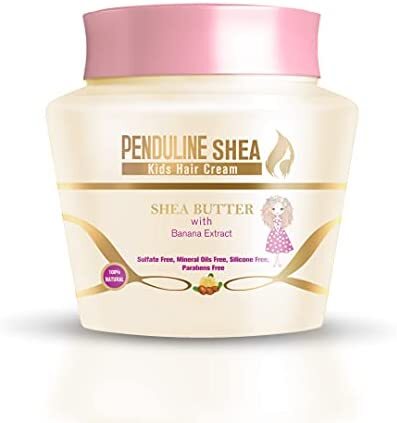 PENDULINE SHEA
Kids Hair Cream
SHEA BUTTER
with
Banana Extract
Sulfate Free, Mineral Oils Free, Silicone Free,
Parabens Free
100%
NATURAL